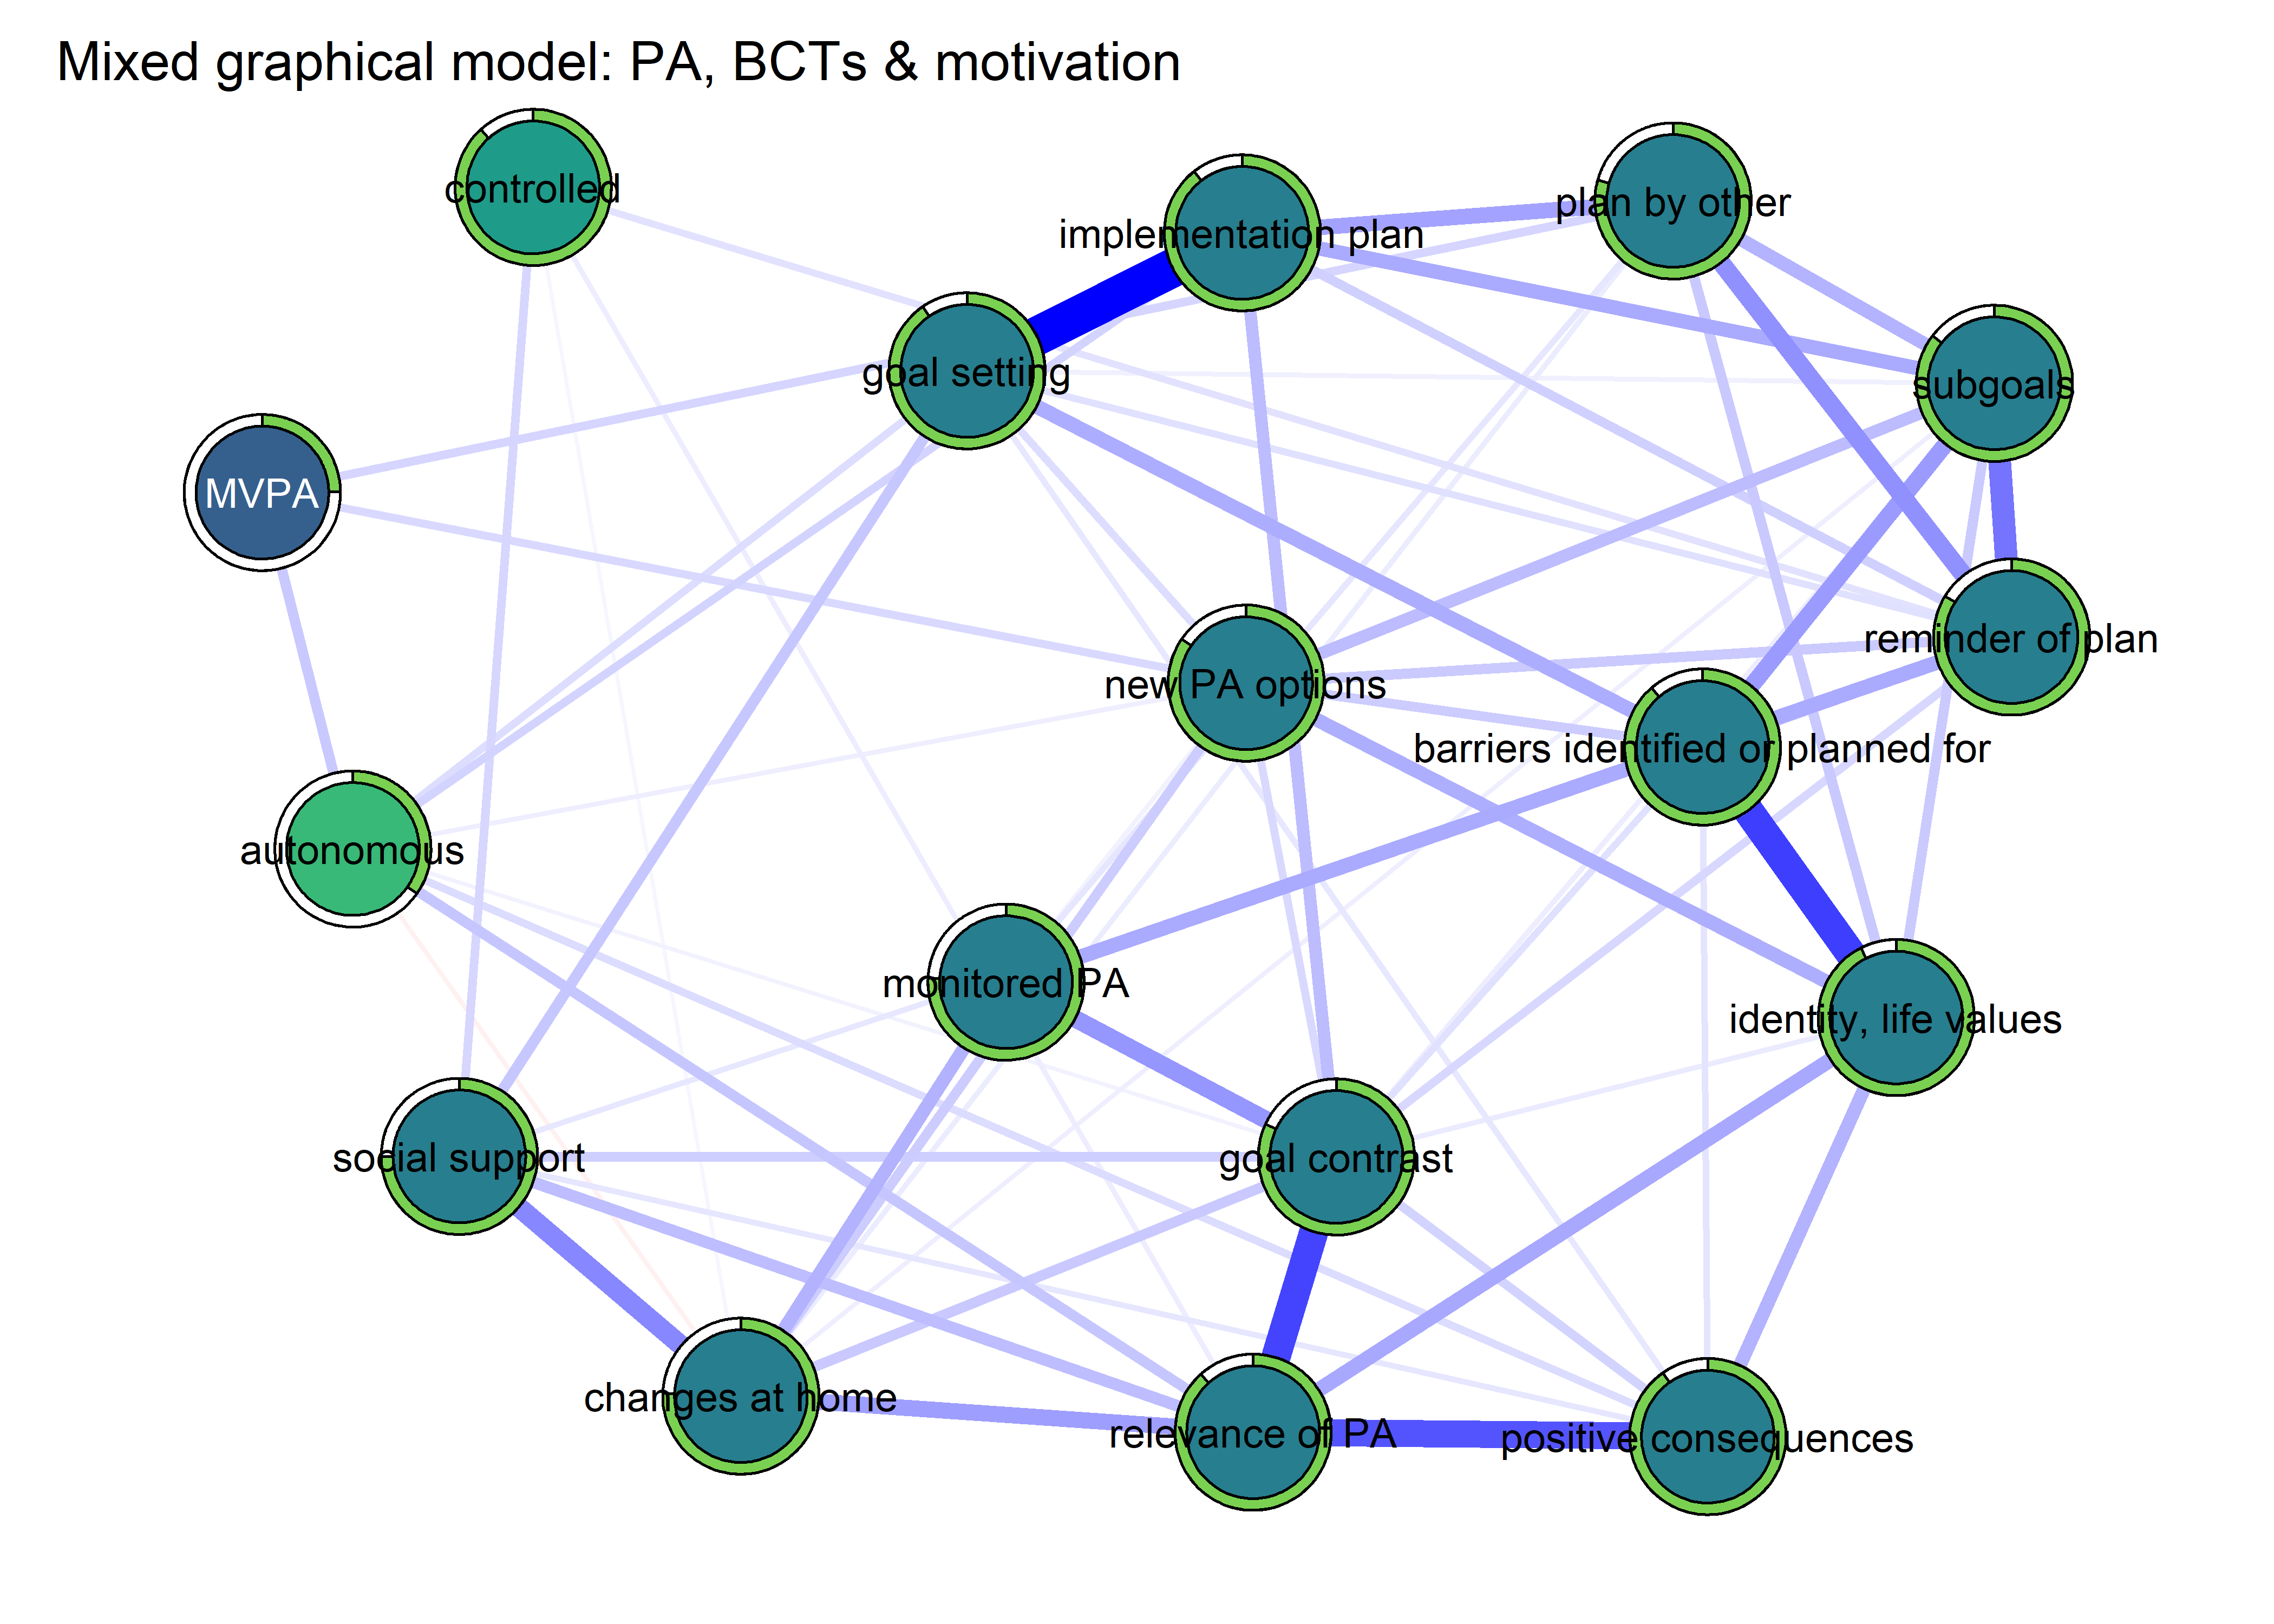 Mixed graphical model: PA, BCTs & motivation
controlled
implementation plan
plan by other
goal setting
subgoals
MVPA
new PA options
reminder of plan
barriers identified or planned for
autonomous
monitored PA
identity, life values
social support
goal contrast
changes at home
relevance of PA
positive consequences